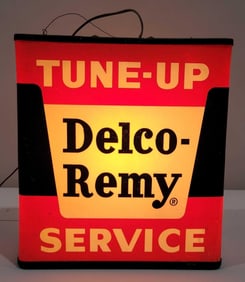 TUNE-UP
Delco-
Remy®
SERVICE